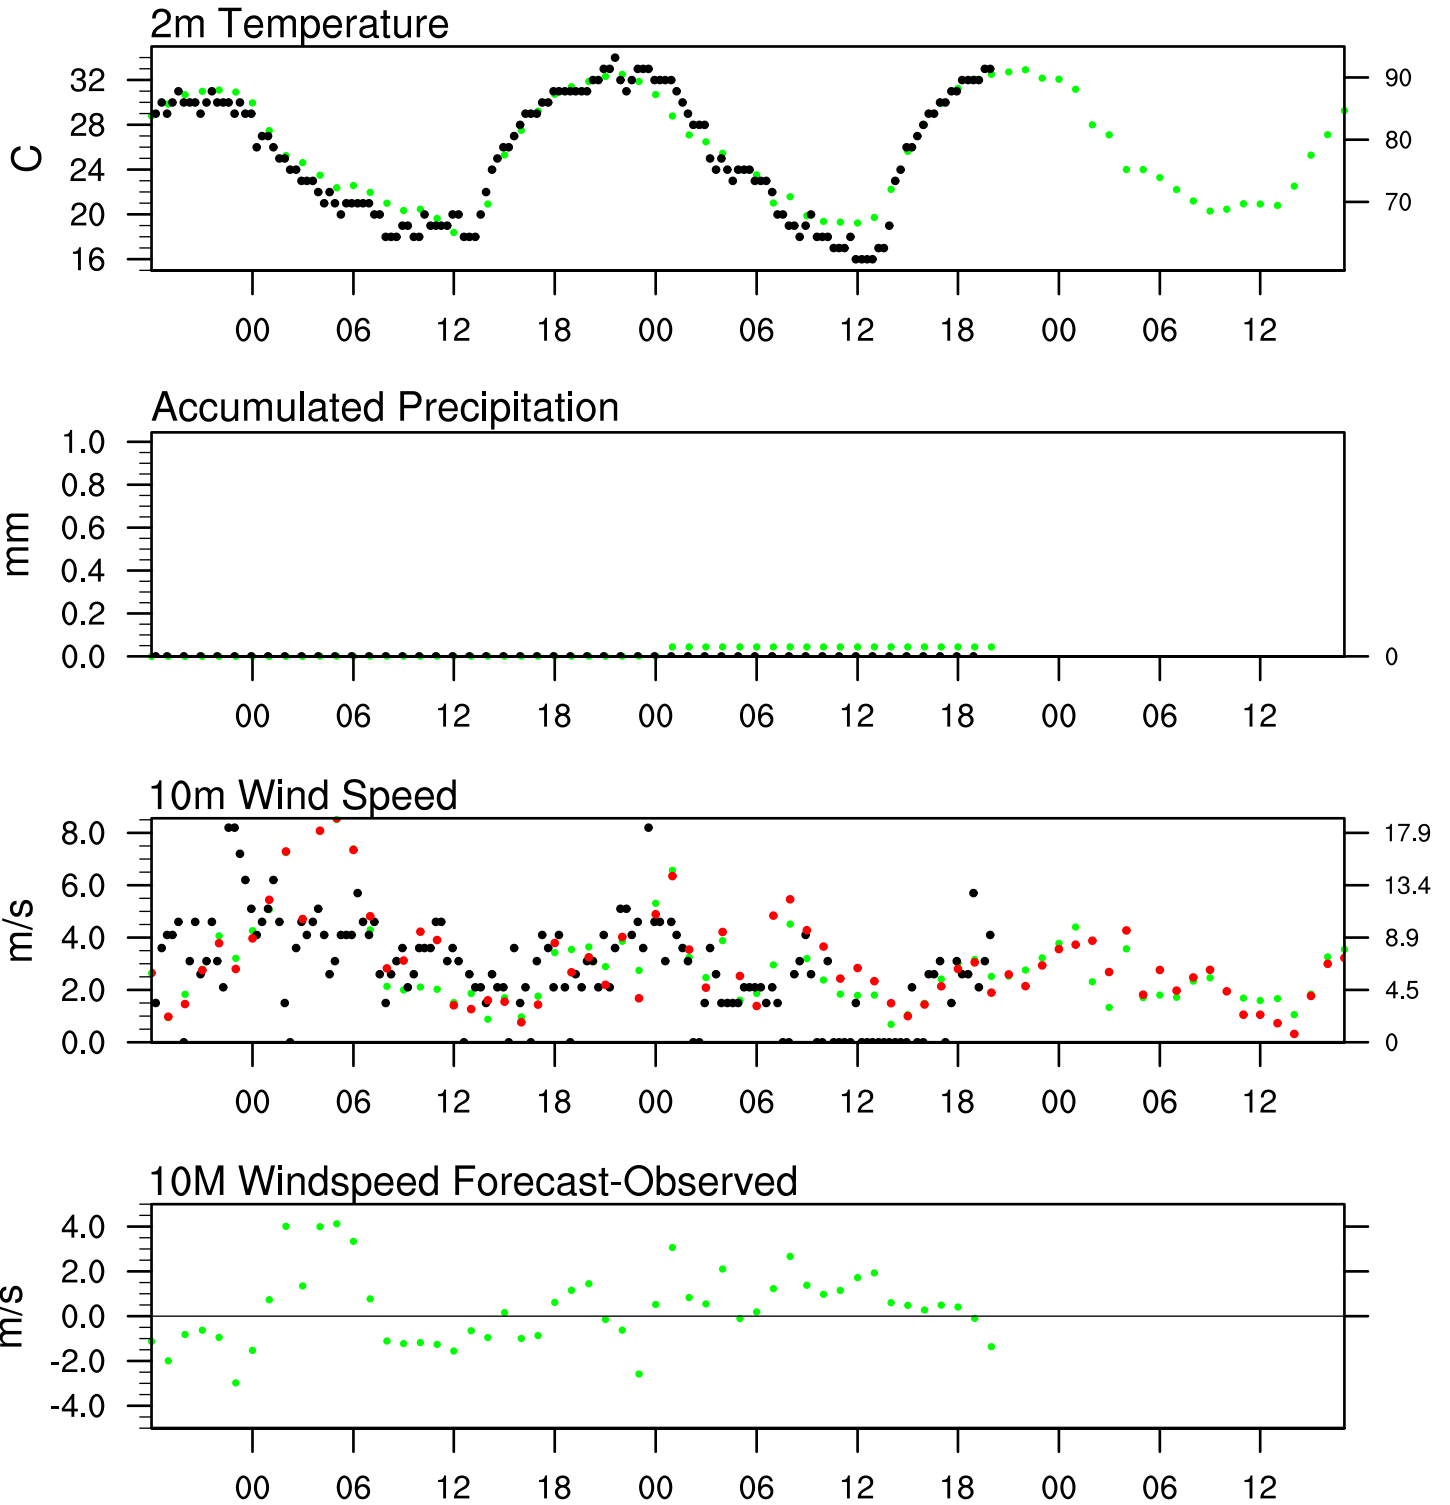 2m Temperature
C
32
28
24
20
16
90
80
70
00 06 12 18 00 06 12 18 00 06 12
Accumulated Precipitation
mm
1.0
0.8
0.6
0.4
0.2
0.0
0
00 06 12 18 00 06 12 18 00 06 12
10m Wind Speed
m/s
8.0
6.0
4.0
2.0
0.0
17.9
13.4
8.9
4.5
0
00 06 12 18 00 06 12 18 00 06 12
10M Windspeed Forecast-Observed
m/s
4.0
2.0
0.0
-2.0
-4.0
00 06 12 18 00 06 12 18 00 06 12